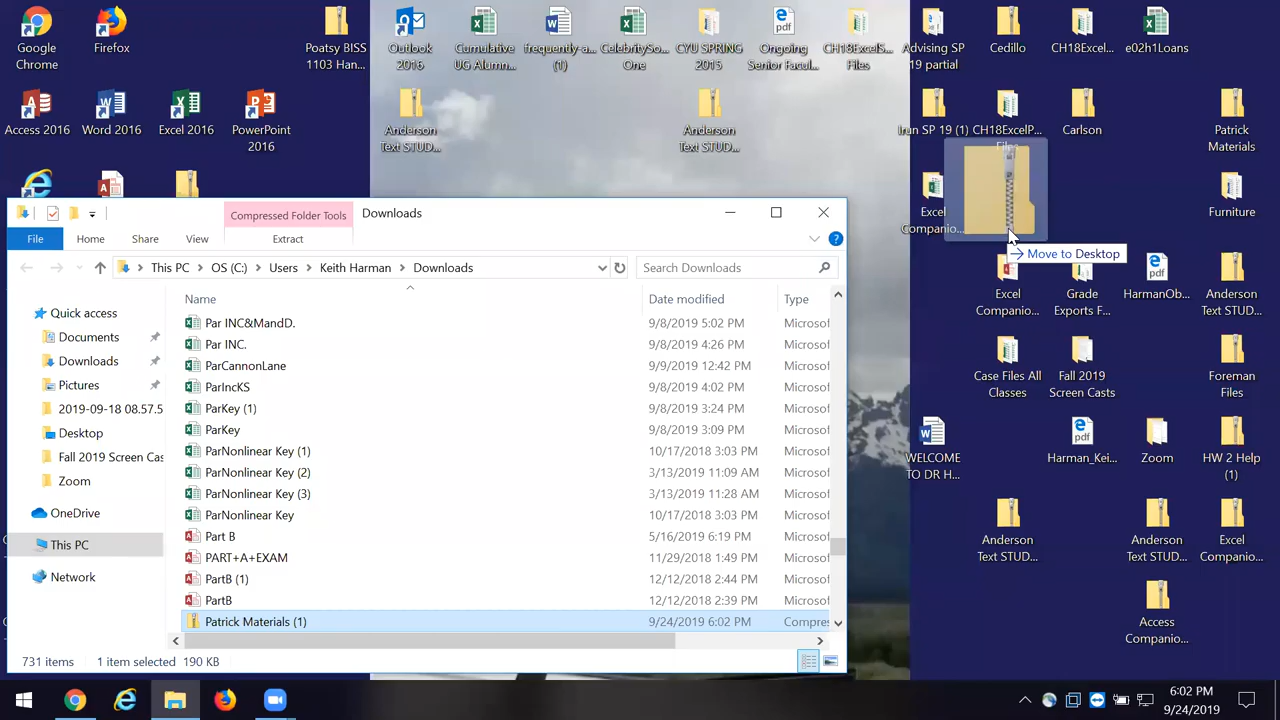 Google
Chrome
Firefox
Poatsy BISS
1103 Han...
Outlook
2016
Cumulative
UG Alumn...
frequently-a...
(1)
CelebritySo...
One
CYU SPRING
2015
Ongoing
Senior Facul...
CH18ExcelS...
Files
Advising SP
19 partial
Cedillo
CH18Excel...
e02h1Loans
Access 2016
Word 2016
Excel 2016
PowerPoint
2016
Anderson
Text STUD...
Anderson
Text STUD...
Irun SP 19 (1)
CH18ExcelP...
Files
Carlson
Patrick
Materials
Excel
Companio...
Furniture
Move to Desktop
Compressed Folder Tools
Downloads
File
Home
Share
View
Extract
This PC
OS (C:)
Users
Keith Harman
Downloads
Search Downloads
Name
Date modified
Type
Quick access
Documents
Downloads
Pictures
2019-09-18 08.57.5
Desktop
Fall 2019 Screen Cas
Zoom
OneDrive
This PC
Network
Par INC&MandD. 9/8/2019 5:02 PM Microsof
Par INC. 9/8/2019 4:26 PM Microsof
ParCannonLane 9/9/2019 12:42 PM Microsof
ParIncKS 9/8/2019 4:02 PM Microsof
ParKey (1) 9/8/2019 3:24 PM Microsof
ParKey 9/8/2019 3:09 PM Microsof
ParNonlinear Key (1) 10/17/2018 3:03 PM Microsof
ParNonlinear Key (2) 3/13/2019 11:09 AM Microsof
ParNonlinear Key (3) 3/13/2019 11:28 AM Microsof
ParNonlinear Key 10/17/2018 3:03 PM Microsof
Part B 5/16/2019 6:19 PM Microsof
PART+A+EXAM 11/29/2018 1:49 PM Microsof
PartB (1) 12/12/2018 2:44 PM Microsof
PartB 12/12/2018 2:39 PM Microsof
Patrick Materials (1) 9/24/2019 6:02 PM Compres
731 items
1 item selected 190 KB
Excel
Companio...
Grade
Exports F...
pdf
HarmanOb...
Anderson
Text STUD...
Case Files All
Classes
Fall 2019
Screen Casts
Foreman
Files
WELCOME
TO DR H...
pdf
Harman_Kei...
Zoom
HW 2 Help
(1)
Anderson
Text STUD...
Anderson
Text STUD...
Excel
Companio...
Access
Companio...
6:02 PM
9/24/2019